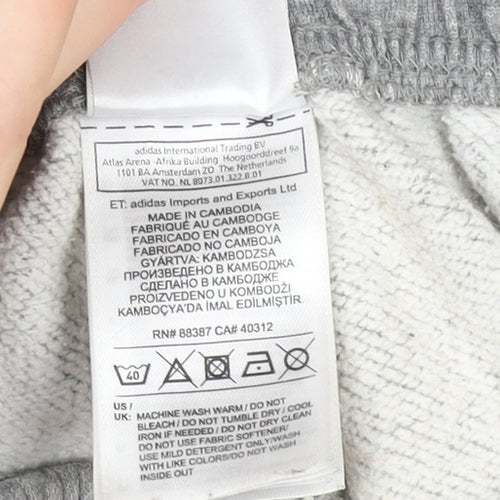 adidas International Trading BV
Atlas Arena -Afrika Building Hoogoorddreef 9a
1101 BA Amsterdam ZO The Netherlands
VAT NO. NL 8073.01.322.B.01
ET: adidas Imports and Exports Ltd
MADE IN CAMBODIA
FABRIQUÉ AU CAMBODGE
FABRICADO EN CAMBOYA
FABRICADO NO CAMBOJA
GYÁRTVA: KAMBODZSA
ПРОИЗВЕДЕНО В КАМБОДЖЕ
СДЕЛАНО В КАМБОДЖЕ
PROIZVEDENO U KOMBODŽI
KAMBOÇYA'DA İMAL EDİLMİŞTİR
RN# 88387 CA# 40312
40
US /
UK: MACHINE WASH WARM / DO NOT
BLEACH / DO NOT TUMBLE DRY / COOL
IRON IF NEEDED / DO NOT DRY CLEAN
DO NOT USE FABRIC SOFTENER/
USE MILD DETERGENT ONLY/WASH
WITH LIKE COLORS/DO NOT WASH
INSIDE OUT